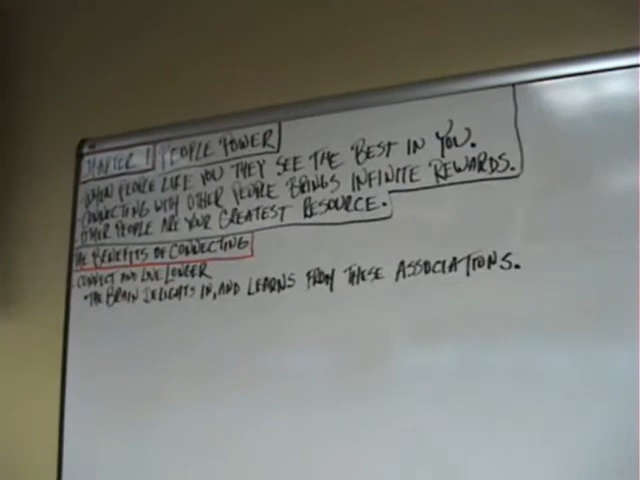 CHAPTER 1 PEOPLE POWER
WHEN PEOPLE LIKE YOU THEY SEE THE BEST IN YOU.
CONNECTING WITH OTHER PEOPLE BRINGS INFINITE REWARDS.
OTHER PEOPLE ARE YOUR GREATEST RESOURCE.
THE BENEFITS OF CONNECTING
CONNECT AND LIVE LONGER
*THE BRAIN DELIGHTS IN, AND LEARNS FROM THESE ASSOCIATIONS.